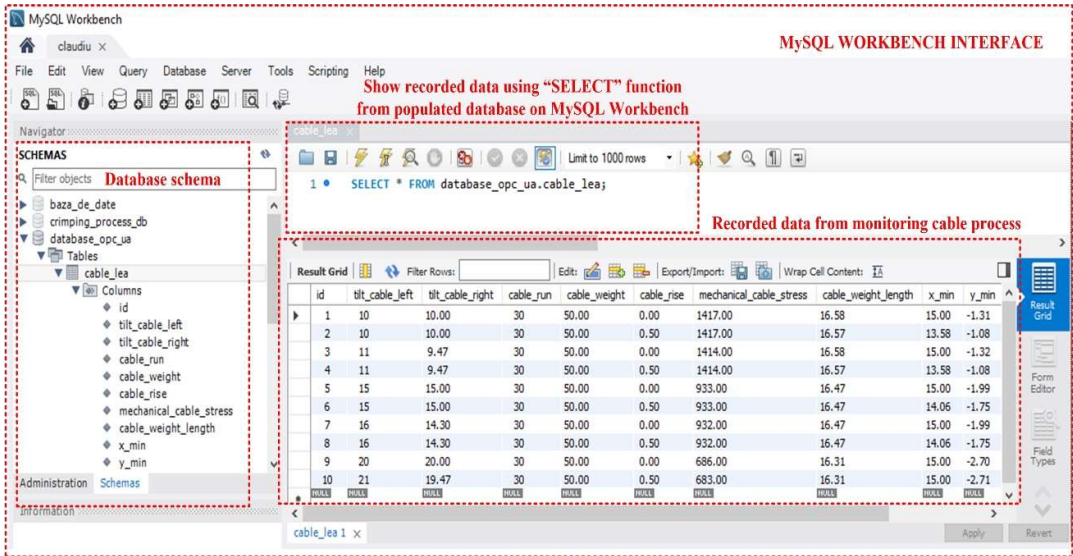 MySQL Workbench
MySQL WORKBENCH INTERFACE
claudiu ×
File Edit View Query Database Server Tools Scripting Help
Show recorded data using “SELECT” function
from populated database on MySQL Workbench
Navigator
SCHEMAS
Filter objects Database schema
baza_de_date
crimping_process_db
database_opc_ua
Tables
cable_lea
Columns
id
tilt_cable_left
tilt_cable_right
cable_run
cable_weight
cable_rise
mechanical_cable_stress
cable_weight_length
x_min
y_min
Administration Schemas
Information
cable_lea ×
Limit to 1000 rows
1 SELECT * FROM database_opc_ua.cable_lea;
Recorded data from monitoring cable process
Result Grid Filter Rows: Edit: Export/Import: Wrap Cell Content:
id tilt_cable_left tilt_cable_right cable_run cable_weight cable_rise mechanical_cable_stress cable_weight_length x_min y_min
1 10 10.00 30 50.00 0.00 1417.00 16.58 15.00 -1.31
2 10 10.00 30 50.00 0.50 1417.00 16.57 13.58 -1.08
3 11 9.47 30 50.00 0.00 1414.00 16.58 15.00 -1.32
4 11 9.47 30 50.00 0.50 1414.00 16.57 13.58 -1.08
5 15 15.00 30 50.00 0.00 933.00 16.47 15.00 -1.99
6 15 15.00 30 50.00 0.50 933.00 16.47 14.06 -1.75
7 16 14.30 30 50.00 0.00 932.00 16.47 15.00 -1.99
8 16 14.30 30 50.00 0.50 932.00 16.47 14.06 -1.75
9 20 20.00 30 50.00 0.00 686.00 16.31 15.00 -2.70
10 21 19.47 30 50.00 0.50 683.00 16.31 15.00 -2.71
NULL NULL NULL NULL NULL NULL NULL NULL NULL NULL
Result
Grid
Form
Editor
Field
Types
cable_lea 1 ×
Apply Revert